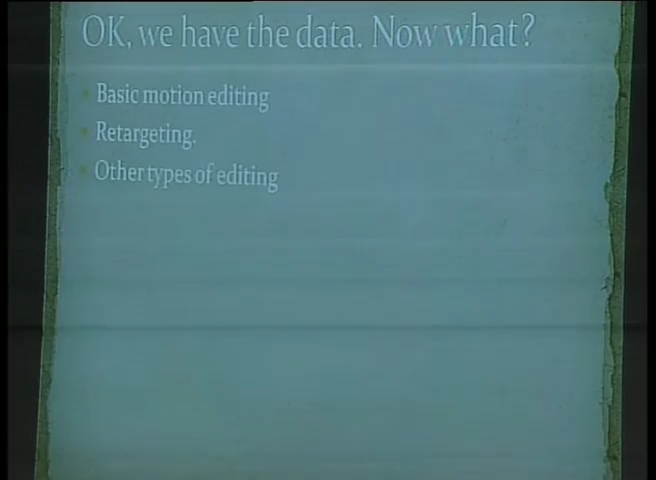 OK, we have the data. Now what?
Basic motion editing
Retargeting.
Other types of editing